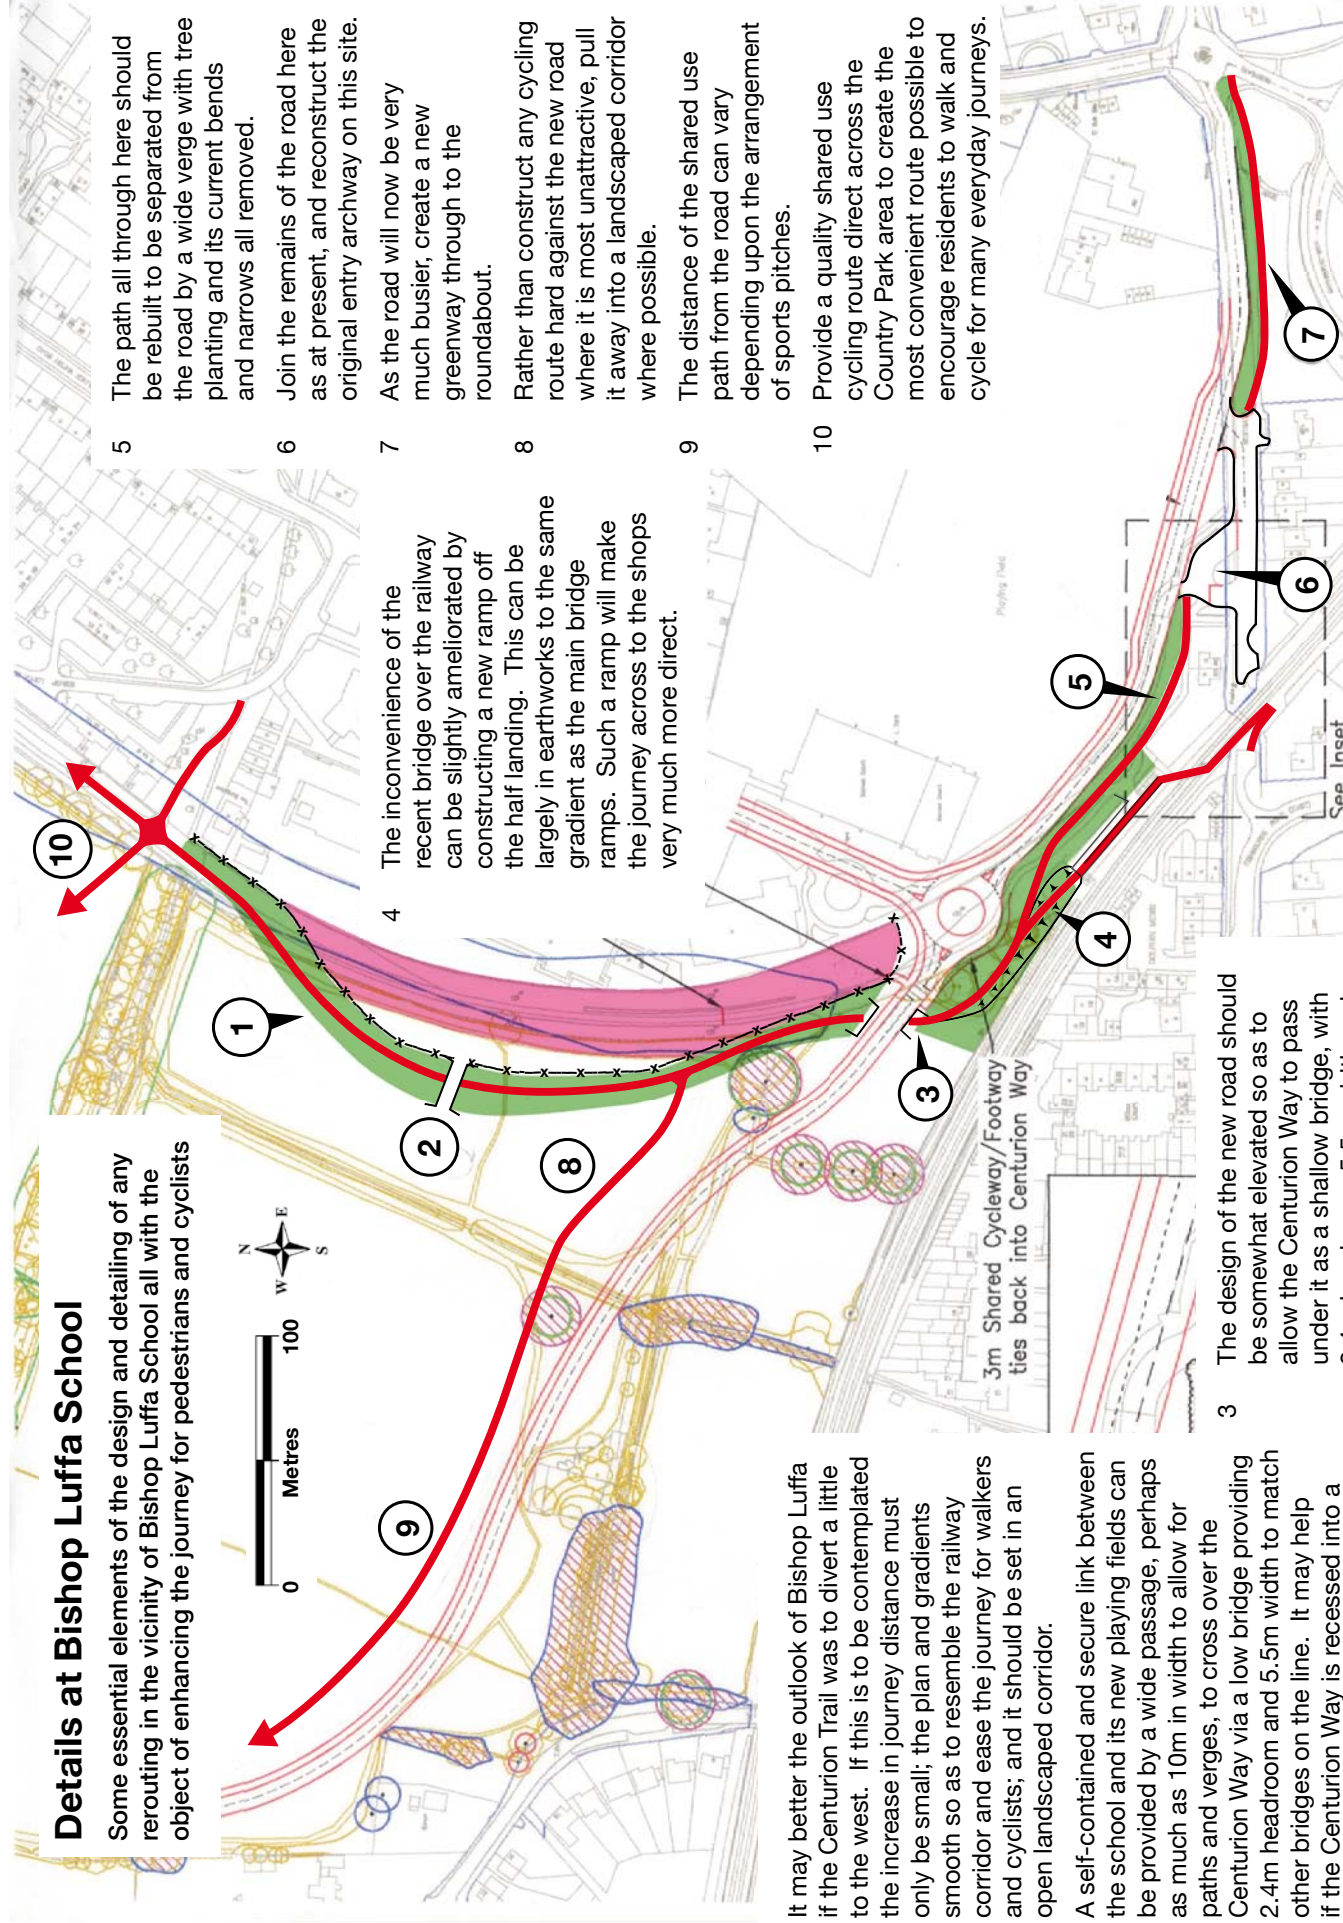 Details at Bishop Luffa School
Some essential elements of the design and detailing of any
rerouting in the vicinity of Bishop Luffa School all with the
object of enhancing the journey for pedestrians and cyclists
0
Metres
100
N
W
E
S
It may better the outlook of Bishop Luffa
if the Centurion Trail was to divert a little
to the west. If this is to be contemplated
the increase in journey distance must
only be small; the plan and gradients
smooth so as to resemble the railway
corridor and ease the journey for walkers
and cyclists; and it should be set in an
open landscaped corridor.
A self-contained and secure link between
the school and its new playing fields can
be provided by a wide passage, perhaps
as much as 10m in width to allow for
paths and verges, to cross over the
Centurion Way via a low bridge providing
2.4m headroom and 5.5m width to match
other bridges on the line. It may help
if the Centurion Way is recessed into a
3
The design of the new road should
be somewhat elevated so as to
allow the Centurion Way to pass
under it as a shallow bridge, with
4
The inconvenience of the
recent bridge over the railway
can be slightly ameliorated by
constructing a new ramp off
the half landing. This can be
largely in earthworks to the same
gradient as the main bridge
ramps. Such a ramp will make
the journey across to the shops
very much more direct.
5
The path all through here should
be rebuilt to be separated from
the road by a wide verge with tree
planting and its current bends
and narrows all removed.
6
Join the remains of the road here
as at present, and reconstruct the
original entry archway on this site.
7
As the road will now be very
much busier, create a new
greenway through to the
roundabout.
8
Rather than construct any cycling
route hard against the new road
where it is most unattractive, pull
it away into a landscaped corridor
where possible.
9
The distance of the shared use
path from the road can vary
depending upon the arrangement
of sports pitches.
10
Provide a quality shared use
cycling route direct across the
Country Park area to create the
most convenient route possible to
encourage residents to walk and
cycle for many everyday journeys.
10
1
2
8
9
3
4
5
6
7
3m Shared Cycleway/Footway
ties back into Centurion Way
Playing Field
See Inset